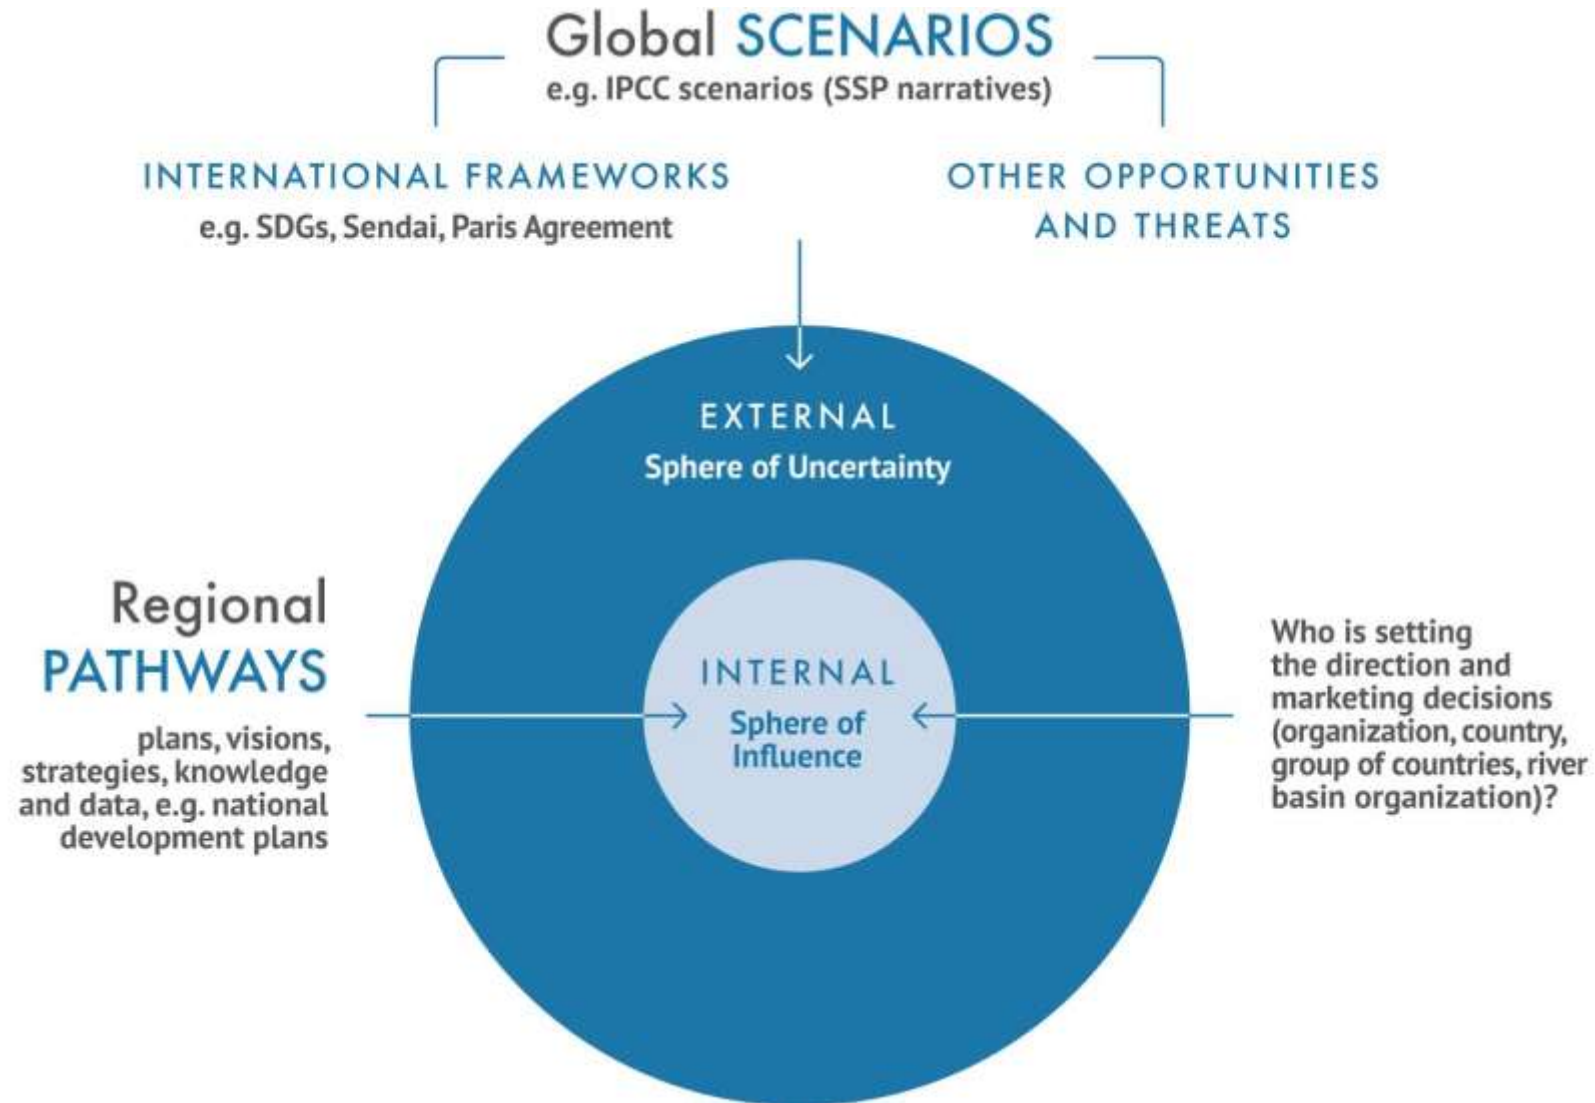 Global SCENARIOS
e.g. IPCC scenarios (SSP narratives)
INTERNATIONAL FRAMEWORKS
e.g. SDGs, Sendai, Paris Agreement
OTHER OPPORTUNITIES
AND THREATS
EXTERNAL
Sphere of Uncertainty
Regional
PATHWAYS
plans, visions,
strategies, knowledge
and data, e.g. national
development plans
INTERNAL
Sphere of
Influence
Who is setting
the direction and
marketing decisions
(organization, country,
group of countries, river
basin organization)?